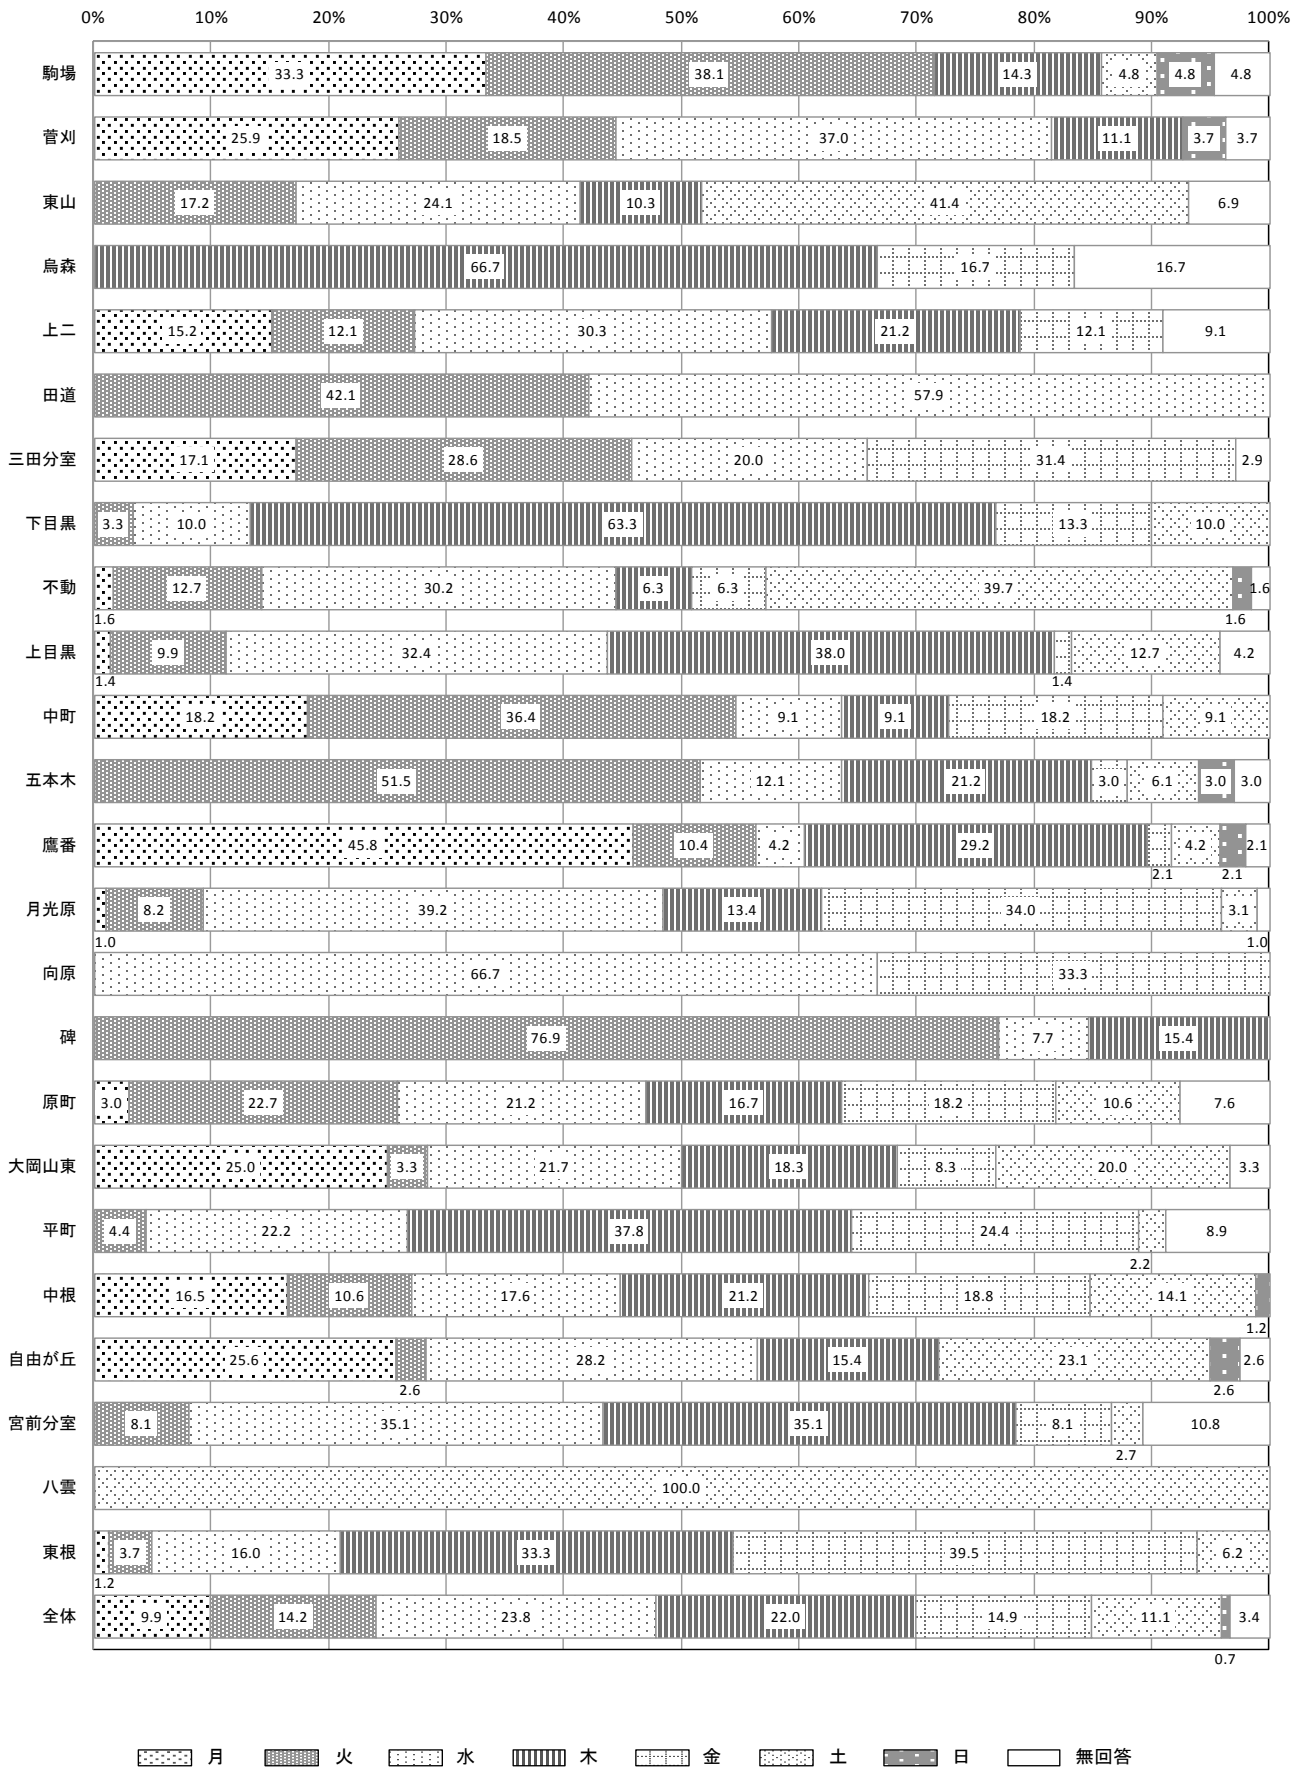 0% 10% 20% 30% 40% 50% 60% 70% 80% 90% 100%
駒場 33.3 38.1 14.3 4.8 4.8 4.8
菅刈 25.9 18.5 37.0 11.1 3.7 3.7
東山 17.2 24.1 10.3 41.4 6.9
烏森 66.7 16.7 16.7
上二 15.2 12.1 30.3 21.2 12.1 9.1
田道 42.1 57.9
三田分室 17.1 28.6 20.0 31.4 2.9
下目黒 3.3 10.0 63.3 13.3 10.0
不動 12.7 30.2 6.3 6.3 39.7 1.6
1.6 1.6
上目黒 9.9 32.4 38.0 12.7 4.2
1.4 1.4
中町 18.2 36.4 9.1 9.1 18.2 9.1
五本木 51.5 12.1 21.2 3.0 6.1 3.0 3.0
鷹番 45.8 10.4 4.2 29.2 4.2 2.1
2.1 2.1
月光原 8.2 39.2 13.4 34.0 3.1
1.0 1.0
向原 66.7 33.3
碑 76.9 7.7 15.4
原町 3.0 22.7 21.2 16.7 18.2 10.6 7.6
大岡山東 25.0 3.3 21.7 18.3 8.3 20.0 3.3
平町 4.4 22.2 37.8 24.4 8.9
2.2
中根 16.5 10.6 17.6 21.2 18.8 14.1
1.2
自由が丘 25.6 28.2 15.4 23.1 2.6
2.6 2.6
宮前分室 8.1 35.1 35.1 8.1 10.8
2.7
八雲 100.0
東根 3.7 16.0 33.3 39.5 6.2
1.2
全体 9.9 14.2 23.8 22.0 14.9 11.1 3.4
0.7
月 火 水 木 金 土 日 無回答